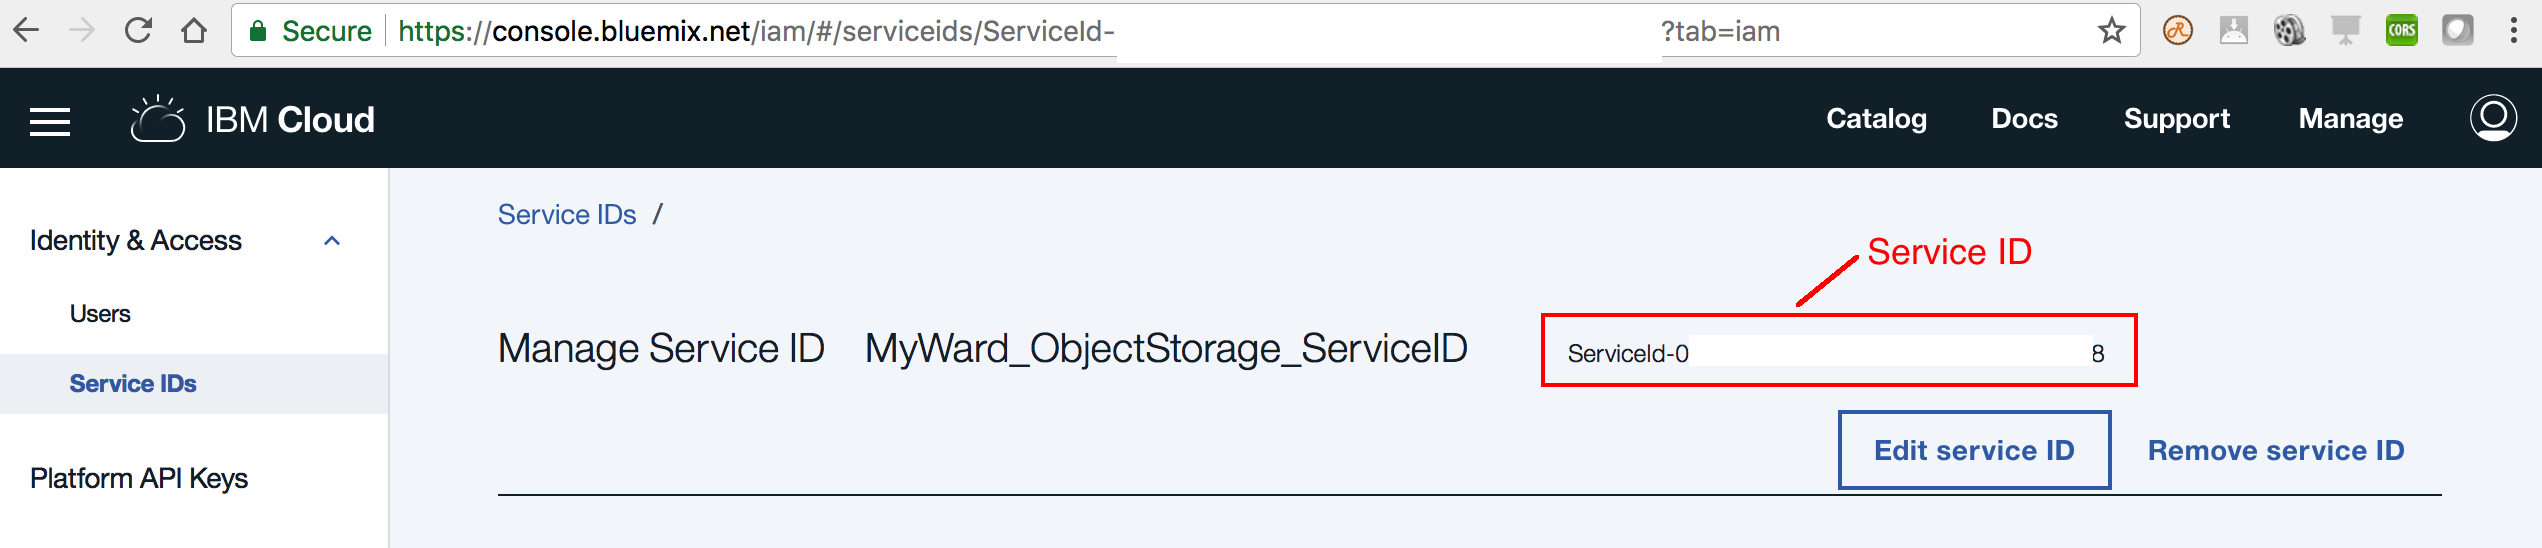 Secure https://console.bluemix.net/iam/#/serviceids/ServiceId- ?tab=iam
CORS
IBM Cloud
Catalog Docs Support Manage
Identity & Access
Users
Service IDs
Platform API Keys
Service IDs /
Service ID
Manage Service ID MyWard_ObjectStorage_ServiceID ServiceId-0 8
Edit service ID Remove service ID